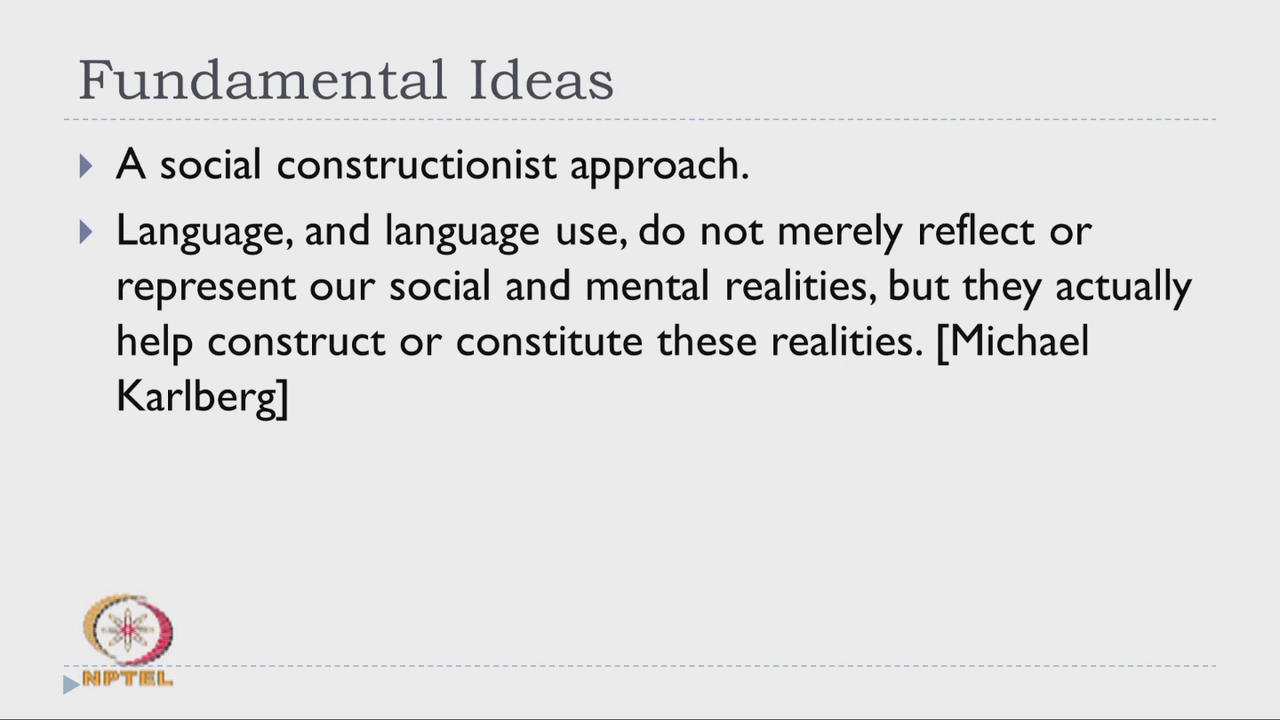 Fundamental Ideas
A social constructionist approach.
Language, and language use, do not merely reflect or
represent our social and mental realities, but they actually
help construct or constitute these realities. [Michael
Karlberg]
NPTEL